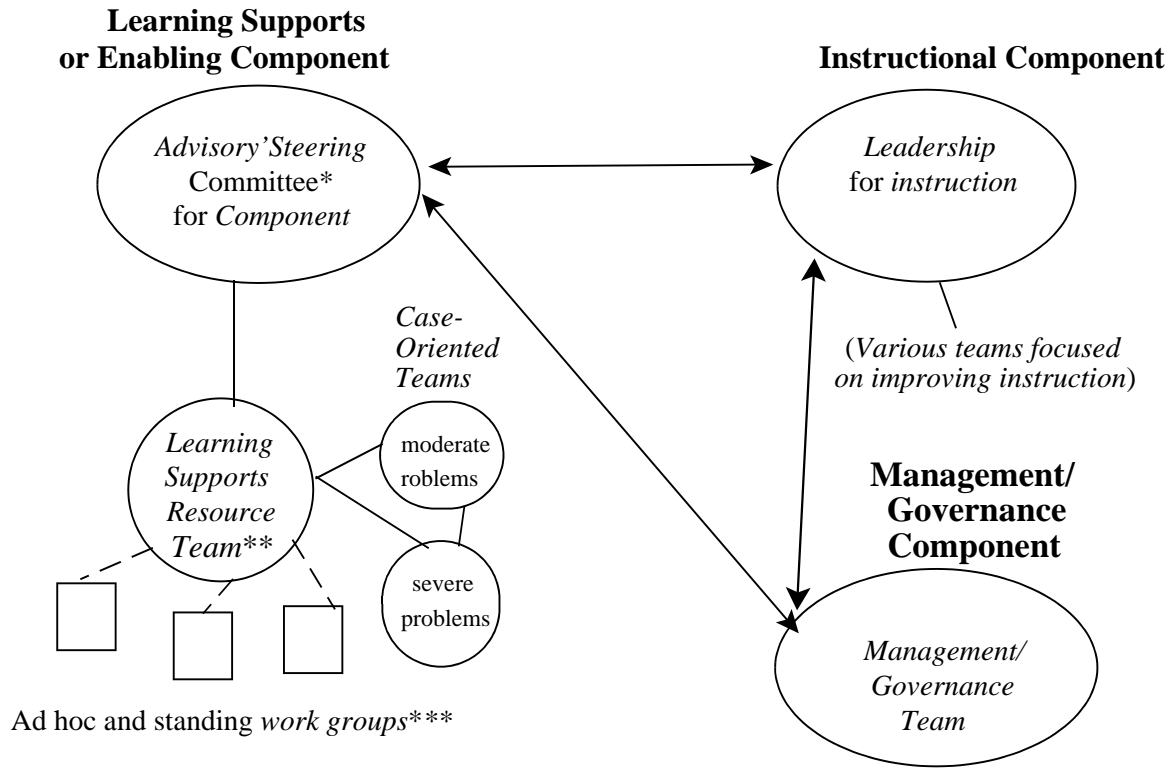 Learning Supports
or Enabling Component
Instructional Component
Advisory'Steering
Committee*
for Component
Leadership
for instruction
Case-
Oriented
Teams
(Various teams focused
on improving instruction)
Learning
Supports
Resource
Team**
moderate
roblems
severe
problems
Management/
Governance
Component
Management/
Governance
Team
Ad hoc and standing work groups***